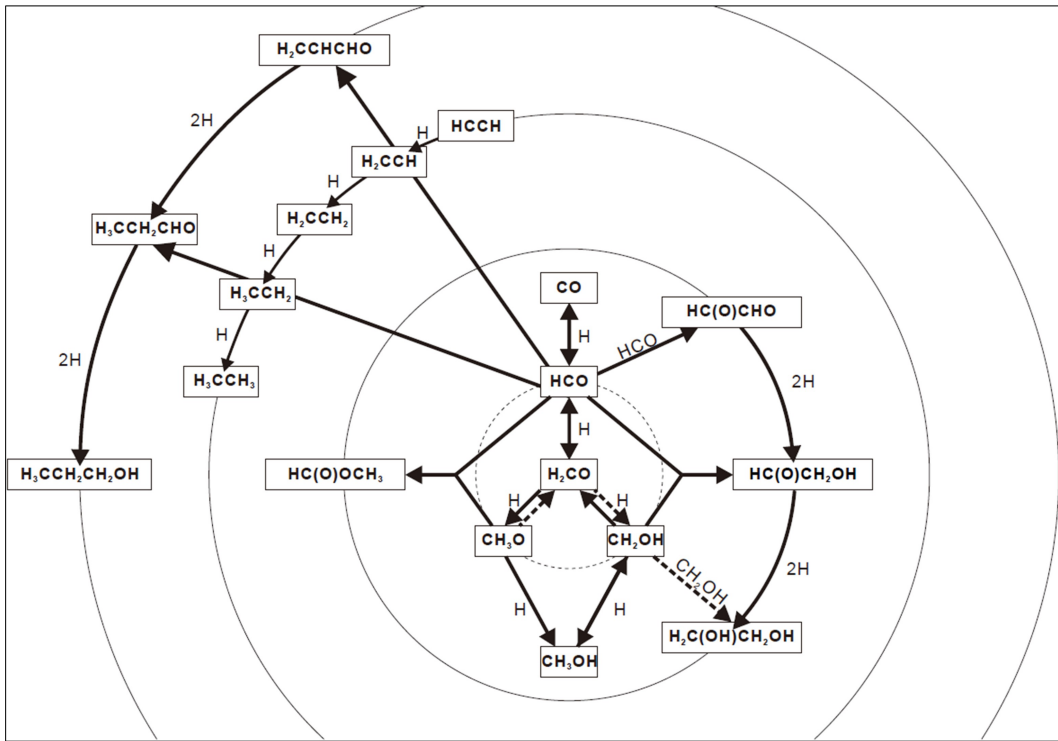 H₂CCHCHO
HCCH
H
2H
H₂CCH
H
H₂CCH₂
H₃CCH₂CHO
H
H₃CCH₂
CO
HC(O)CHO
H
H
HCO
2H
H₃CCH₃
HCO
2H
H
H₃CCH₂CH₂OH
HC(O)OCH₃
H₂CO
HC(O)CH₂OH
H
H
CH₃O
CH₂OH
CH₂OH
2H
H
H
H₂C(OH)CH₂OH
CH₃OH